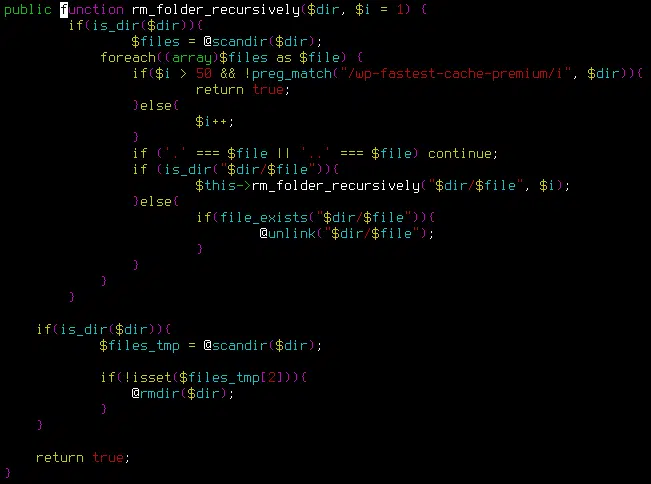 public function rm_folder_recursively($dir, $i = 1) {
if(is_dir($dir)){
$files = @scandir($dir);
foreach((array)$files as $file) {
if($i > 50 && !preg_match("/wp-fastest-cache-premium/i", $dir)){
return true;
}else{
$i++;
}
if ('.' === $file || '..' === $file) continue;
if (is_dir("$dir/$file")){
$this->rm_folder_recursively("$dir/$file", $i);
}else{
if(file_exists("$dir/$file")){
@unlink("$dir/$file");
}
}
}
}
if(is_dir($dir)){
$files_tmp = @scandir($dir);
if(!isset($files_tmp[2])){
@rmdir($dir);
}
}
return true;
}